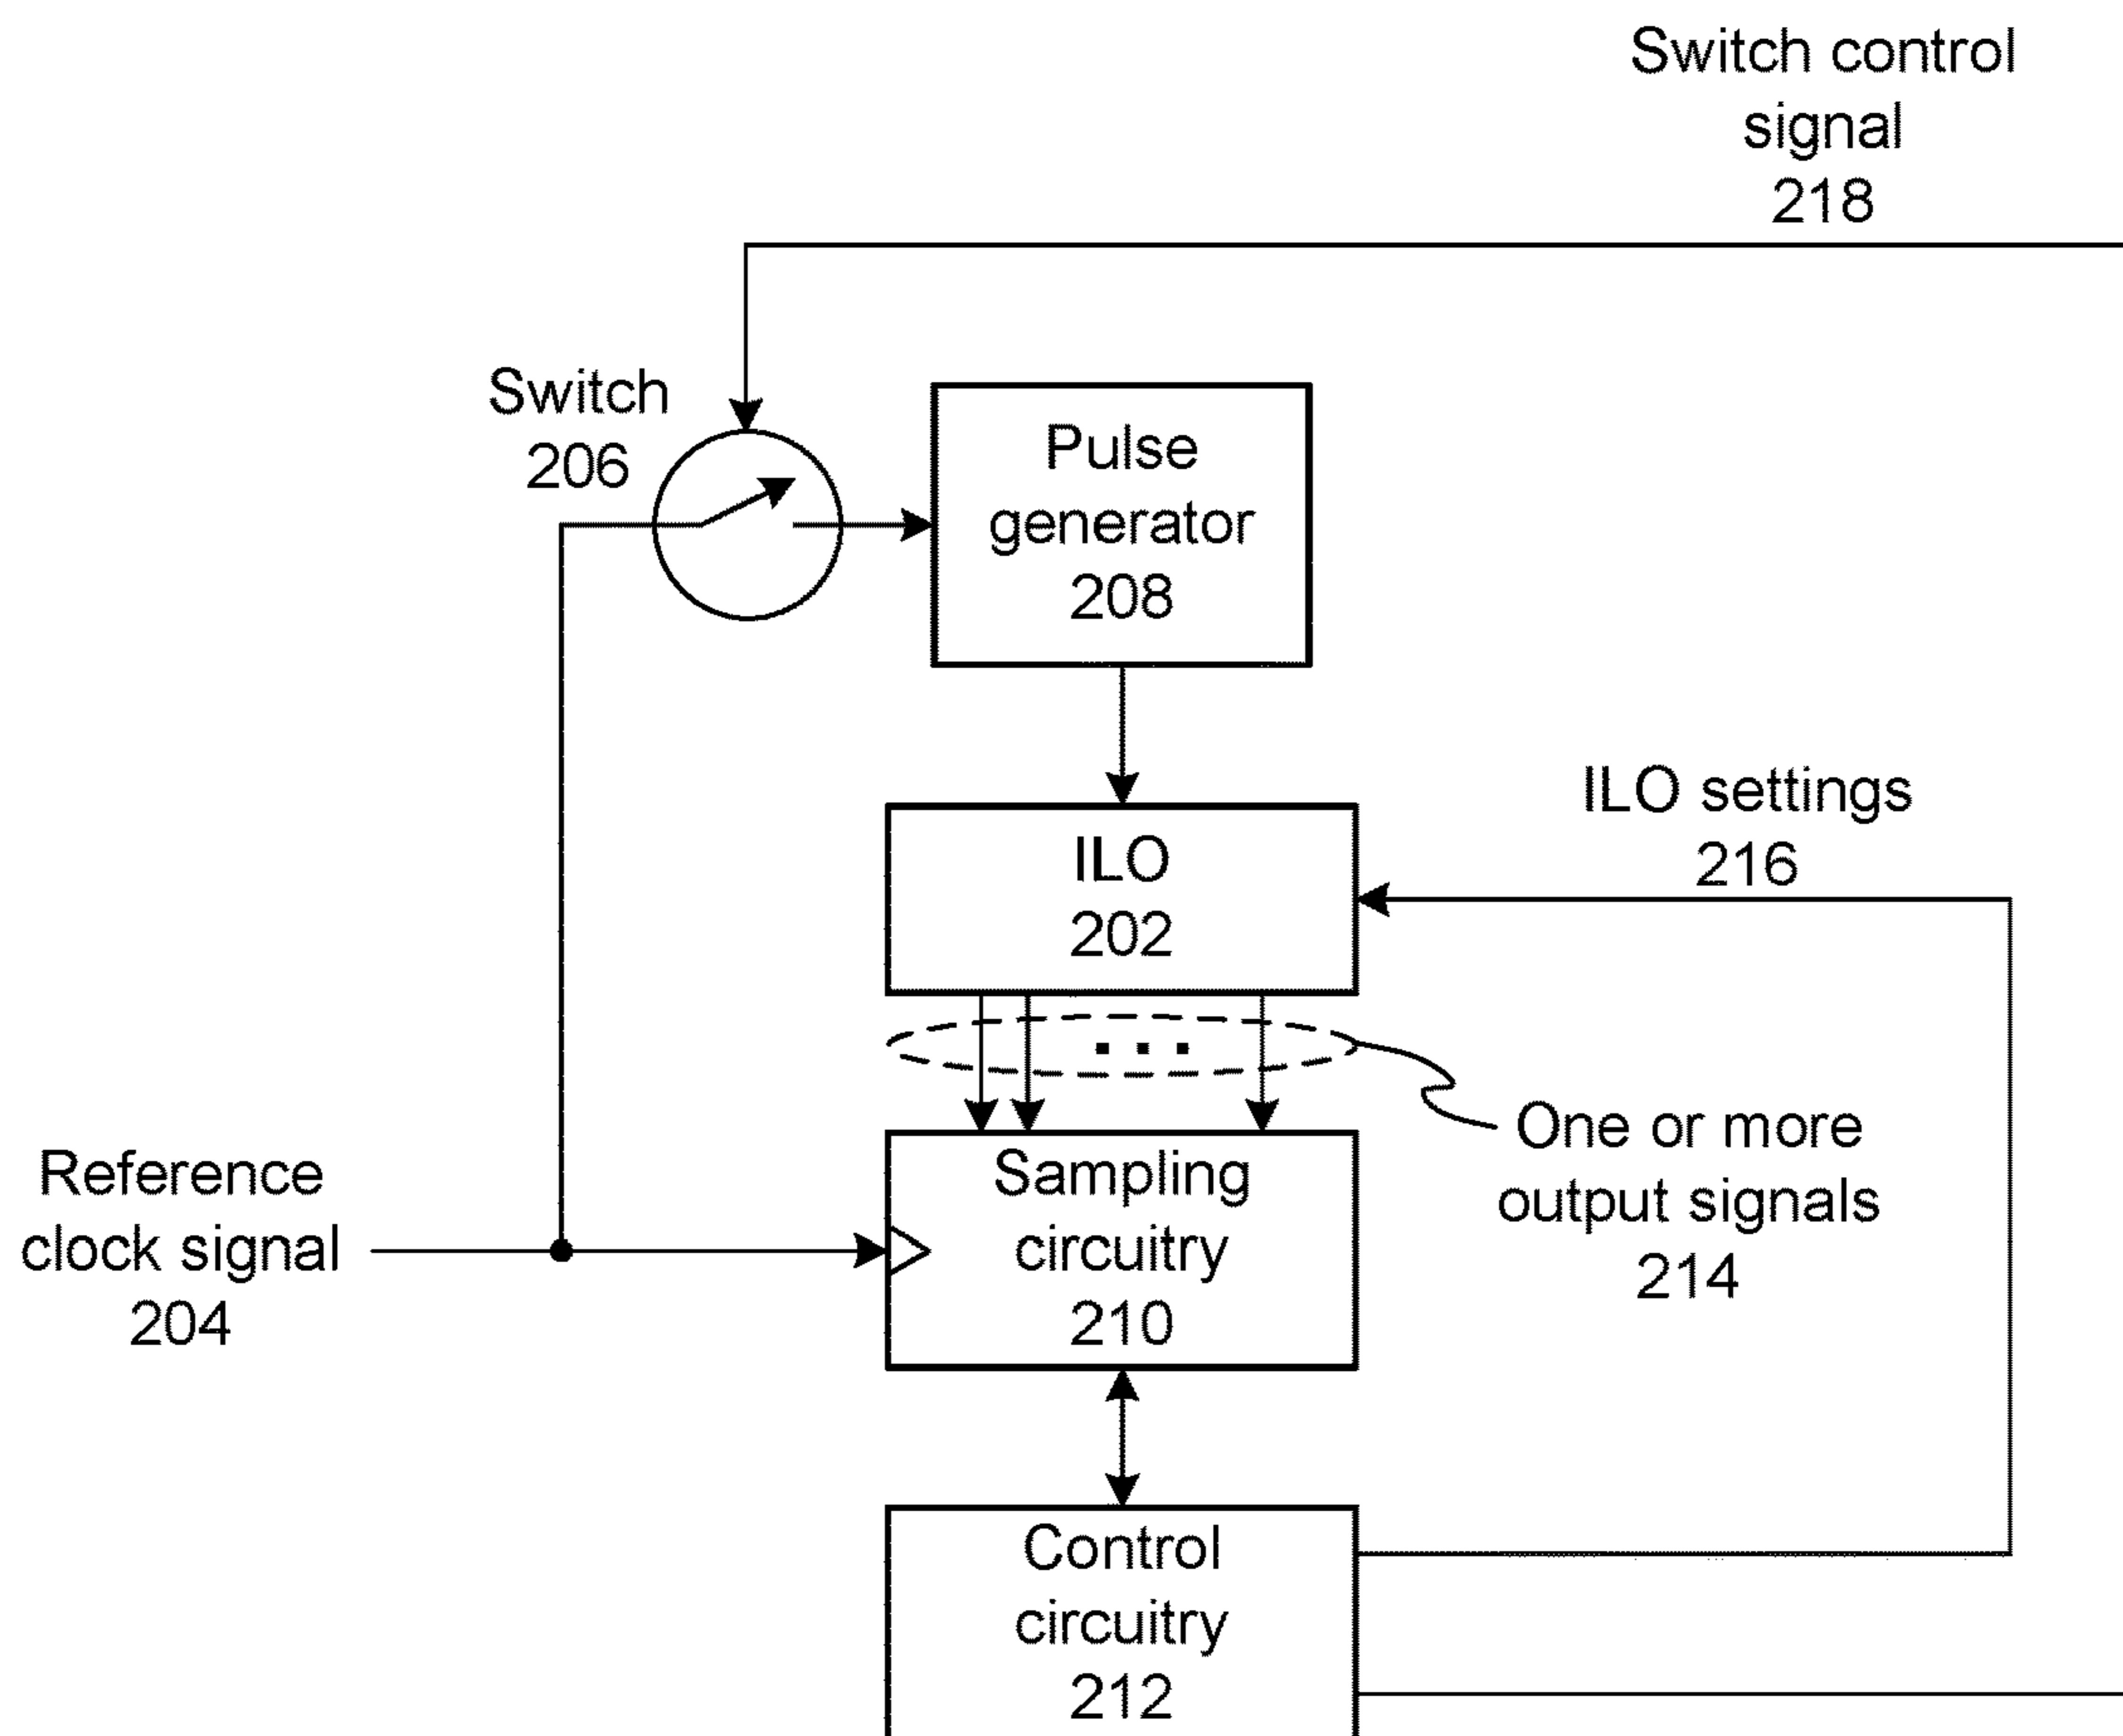 Switch control
signal
218
Switch
206
Pulse
generator
208
ILO settings
216
ILO
202
One or more
output signals
214
Reference
clock signal
204
Sampling
circuitry
210
Control
circuitry
212